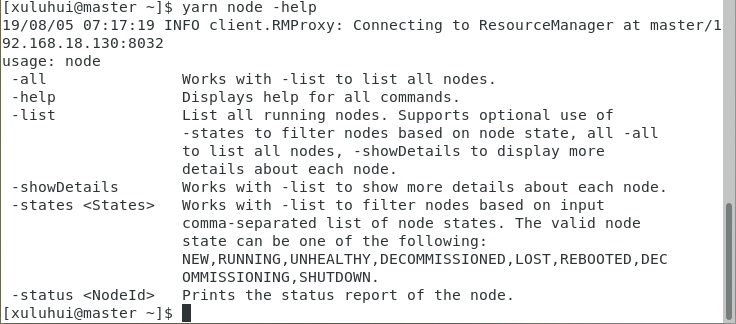 [xuluhui@master ~]$ yarn node -help
19/08/05 07:17:19 INFO client.RMProxy: Connecting to ResourceManager at master/1
92.168.18.130:8032
usage: node
 -all               Works with -list to list all nodes.
 -help              Displays help for all commands.
 -list              List all running nodes. Supports optional use of
                    -states to filter nodes based on node state, all -all
                    to list all nodes, -showDetails to display more
                    details about each node.
 -showDetails       Works with -list to show more details about each node.
 -states <States>   Works with -list to filter nodes based on input
                    comma-separated list of node states. The valid node
                    state can be one of the following:
                    NEW,RUNNING,UNHEALTHY,DECOMMISSIONED,LOST,REBOOTED,DEC
                    OMMISSIONING,SHUTDOWN.
 -status <NodeId>   Prints the status report of the node.
[xuluhui@master ~]$